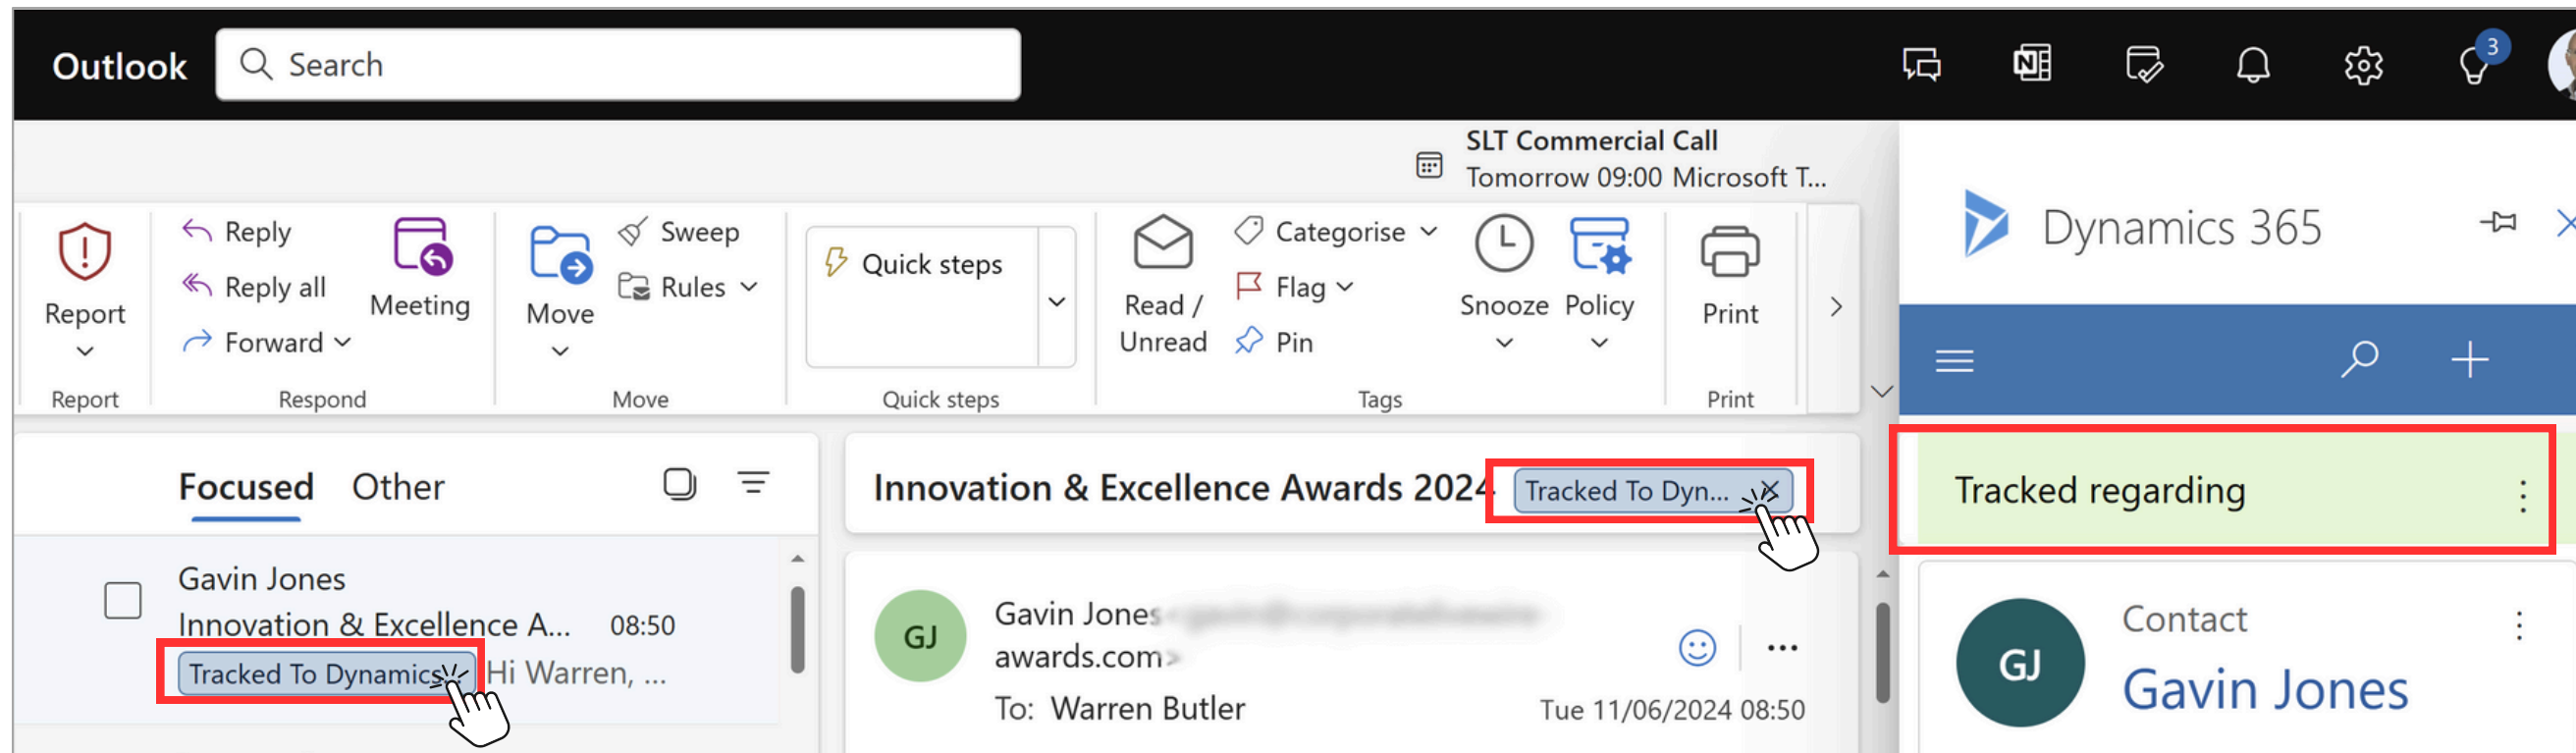 Outlook
Search
3
SLT Commercial Call
Tomorrow 09:00 Microsoft T...
Report
Report
Reply
Reply all
Forward
Meeting
Respond
Move
Sweep
Rules
Move
Quick steps
Quick steps
Read /
Unread
Categorise
Flag
Pin
Snooze
Policy
Tags
Print
Print
Dynamics 365
Focused Other
Gavin Jones
Innovation & Excellence A... 08:50
Tracked To Dynamics Hi Warren, ...
Innovation & Excellence Awards 2024 Tracked To Dyn...
GJ
Gavin Jones
awards.com>
To: Warren Butler
Tue 11/06/2024 08:50
Tracked regarding
GJ
Contact
Gavin Jones